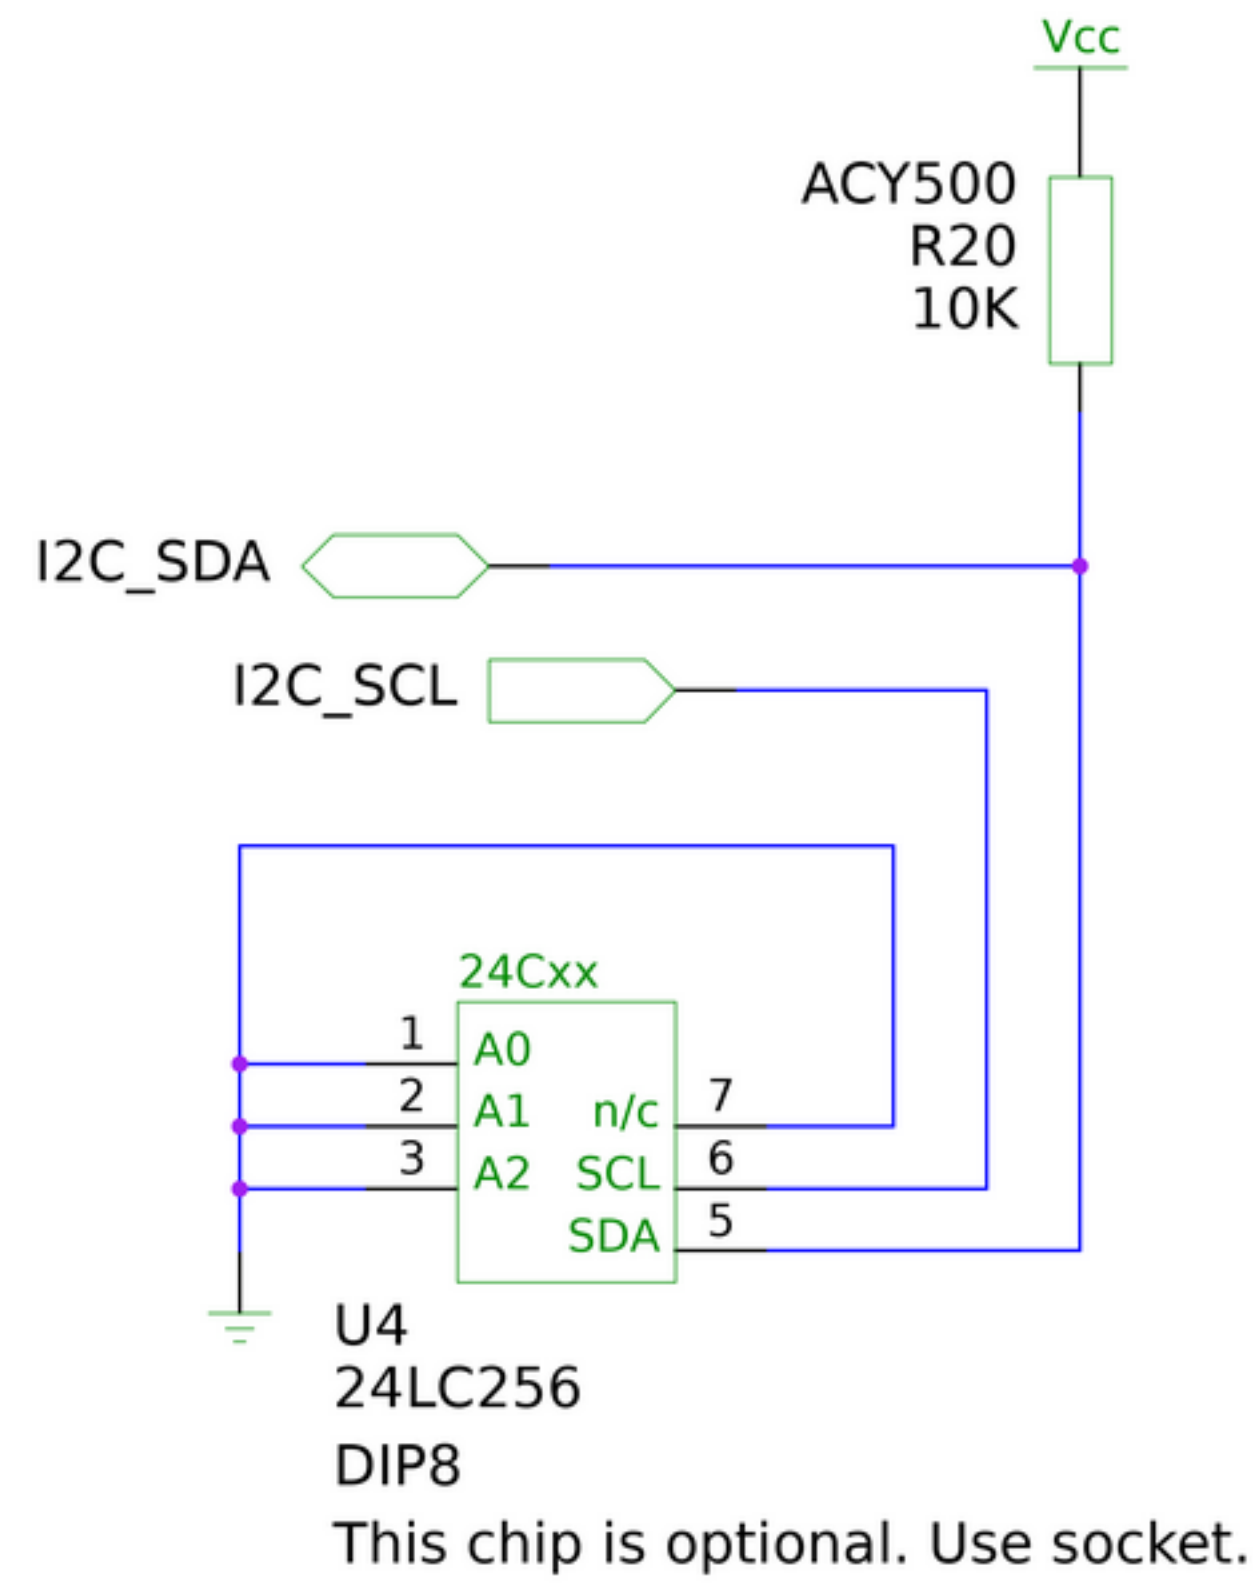 Vcc
ACY500
R20
10K
I2C_SDA
I2C_SCL
24Cxx
1
A0
2
A1
n/c
7
3
A2
SCL
6
SDA
5
U4
24LC256
DIP8
This chip is optional. Use socket.